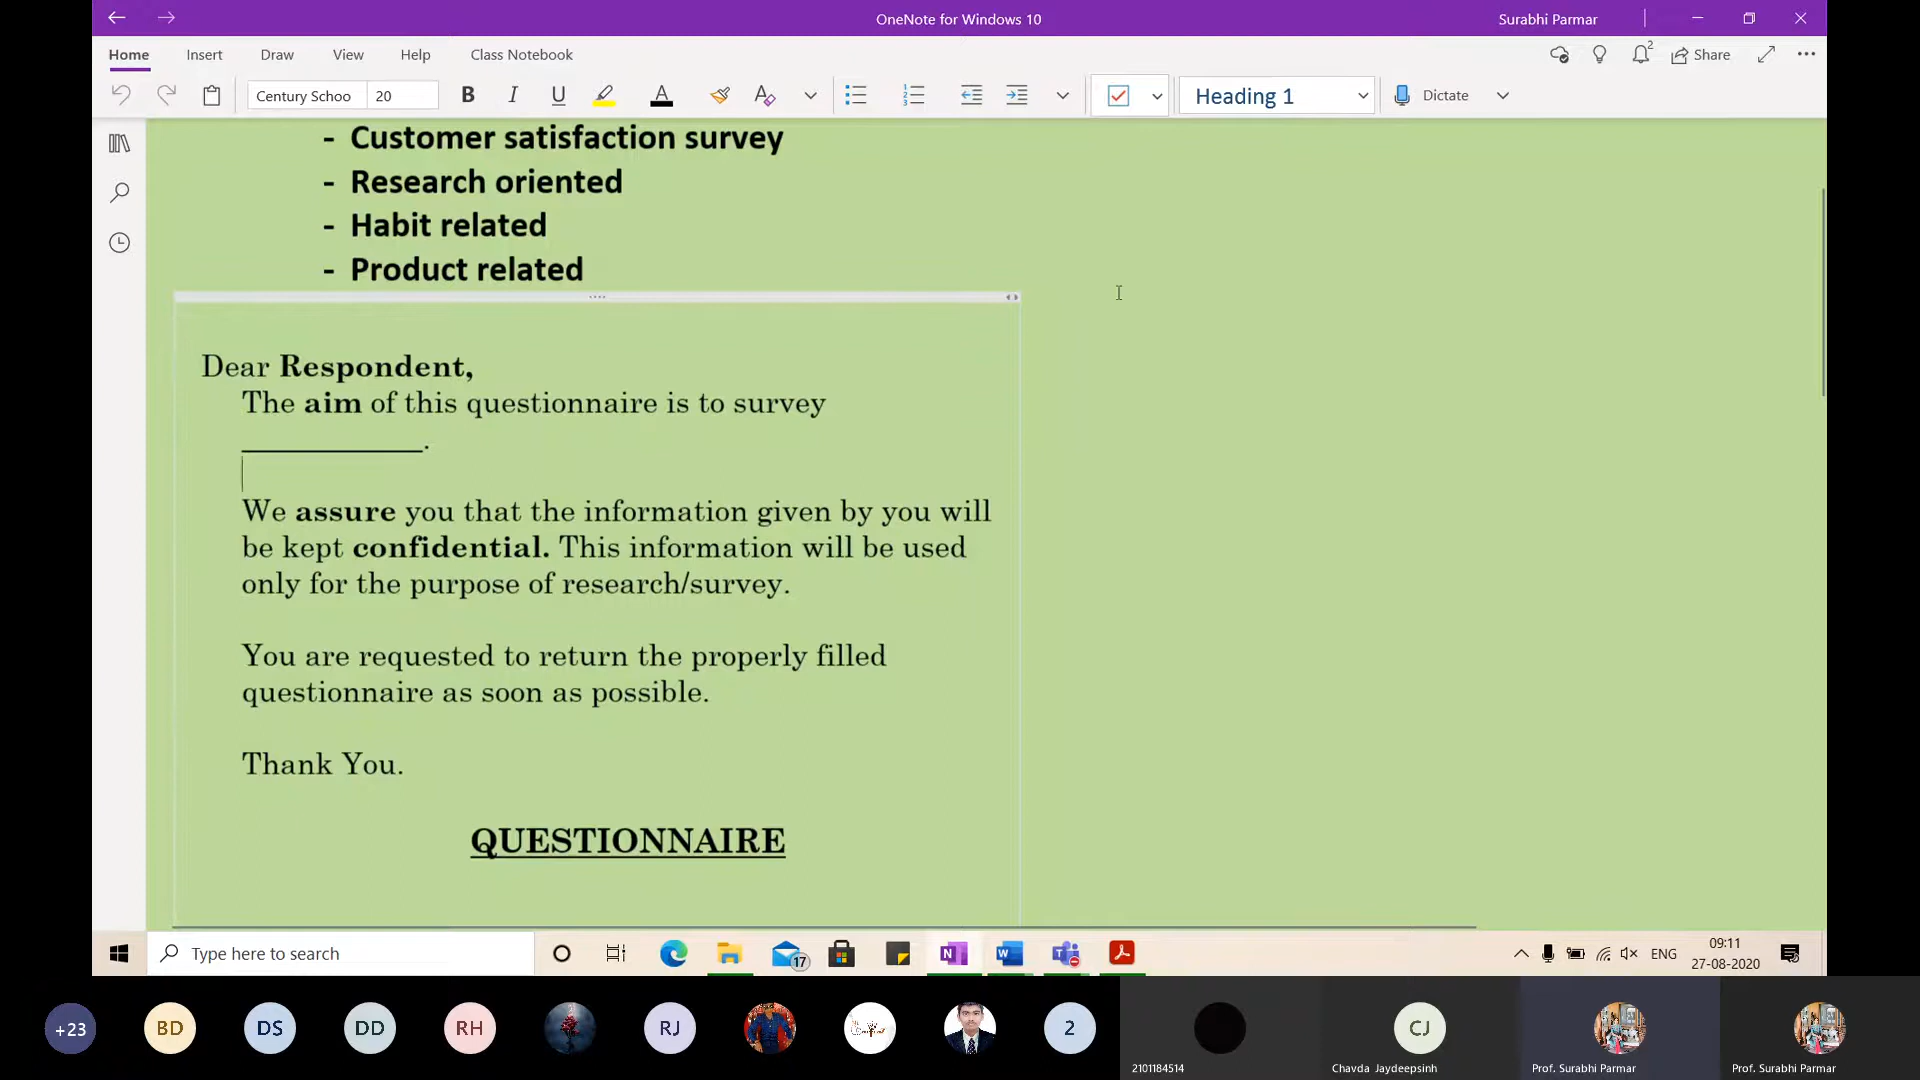 OneNote for Windows 10
Surabhi Parmar
Home Insert Draw View Help Class Notebook
2
Share
Century Schoo 20 B I U A Heading 1 Dictate
- Customer satisfaction survey
- Research oriented
- Habit related
- Product related
Dear Respondent,
The aim of this questionnaire is to survey
____________.
We assure you that the information given by you will
be kept confidential. This information will be used
only for the purpose of research/survey.
You are requested to return the properly filled
questionnaire as soon as possible.
Thank You.
QUESTIONNAIRE
Type here to search
17
ENG
09:11
27-08-2020
+23 BD DS DD RH RJ 2 CJ
2101184514 Chavda Jaydeepsinh Prof. Surabhi Parmar Prof. Surabhi Parmar